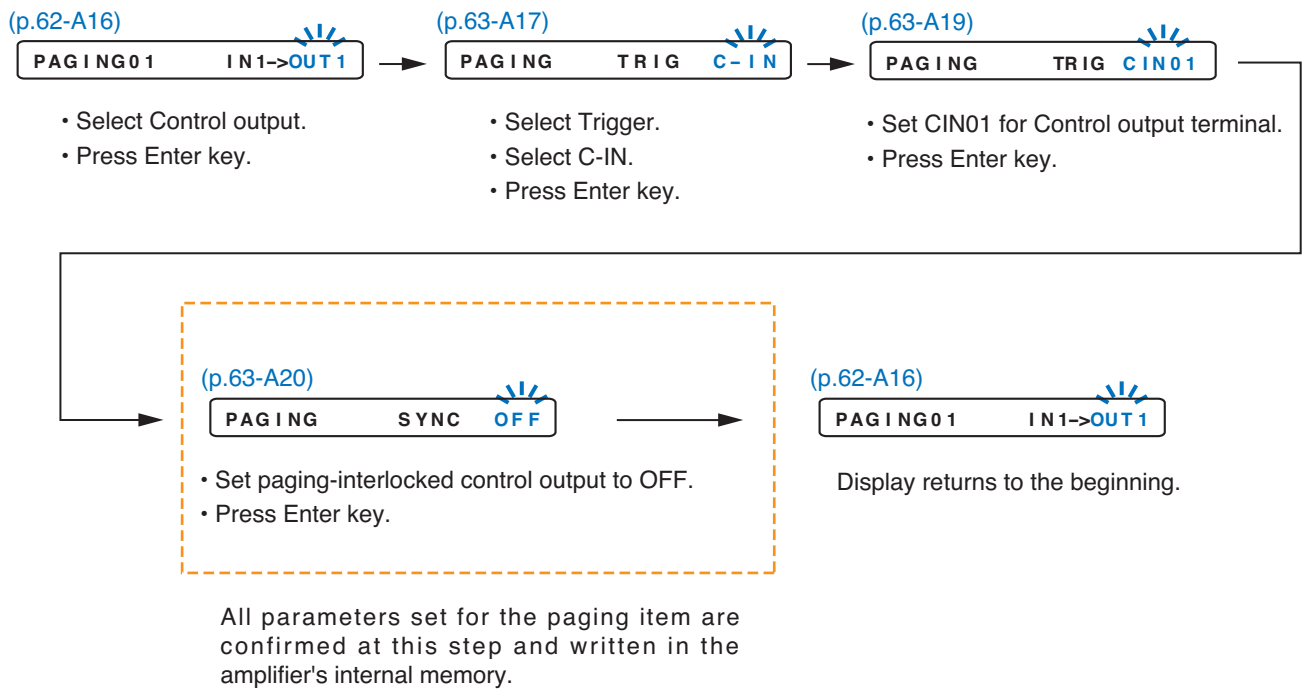 (p.62-A16)
PAGING01 IN1–>OUT1
・Select Control output.
・Press Enter key.
(p.63-A17)
PAGING TRIG C–IN
・Select Trigger.
・Select C-IN.
・Press Enter key.
(p.63-A19)
PAGING TRIG CIN01
・Set CIN01 for Control output terminal.
・Press Enter key.
(p.63-A20)
PAGING SYNC OFF
・Set paging-interlocked control output to OFF.
・Press Enter key.
All parameters set for the paging item are
confirmed at this step and written in the
amplifier's internal memory.
(p.62-A16)
PAGING01 IN1–>OUT1
Display returns to the beginning.